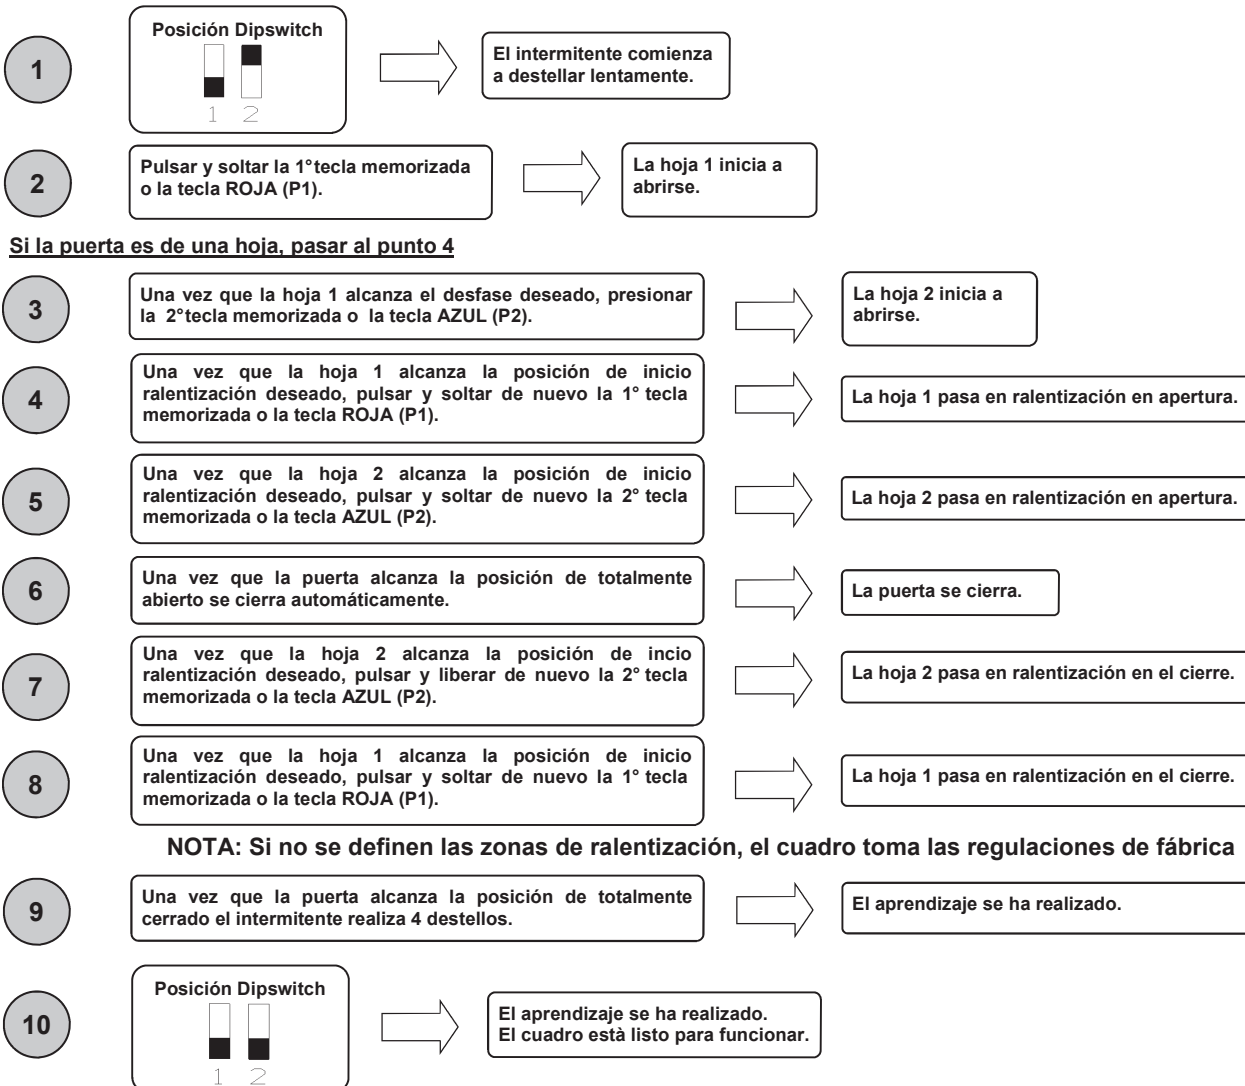 1
Posición Dipswitch
1 2
El intermitente comienza
a destellar lentamente.
2
Pulsar y soltar la 1° tecla memorizada
o la tecla ROJA (P1).
La hoja 1 inicia a
abrirse.
Si la puerta es de una hoja, pasar al punto 4
3
Una vez que la hoja 1 alcanza el desfase deseado, presionar
la 2° tecla memorizada o la tecla AZUL (P2).
La hoja 2 inicia a
abrirse.
4
Una vez que la hoja 1 alcanza la posición de inicio
ralentización deseado, pulsar y soltar de nuevo la 1° tecla
memorizada o la tecla ROJA (P1).
La hoja 1 pasa en ralentización en apertura.
5
Una vez que la hoja 2 alcanza la posición de inicio
ralentización deseado, pulsar y soltar de nuevo la 2° tecla
memorizada o la tecla AZUL (P2).
La hoja 2 pasa en ralentización en apertura.
6
Una vez que la puerta alcanza la posición de totalmente
abierto se cierra automáticamente.
La puerta se cierra.
7
Una vez que la hoja 2 alcanza la posición de incio
ralentización deseado, pulsar y liberar de nuevo la 2° tecla
memorizada o la tecla AZUL (P2).
La hoja 2 pasa en ralentización en el cierre.
8
Una vez que la hoja 1 alcanza la posición de inicio
ralentización deseado, pulsar y soltar de nuevo la 1° tecla
memorizada o la tecla ROJA (P1).
La hoja 1 pasa en ralentización en el cierre.
NOTA: Si no se definen las zonas de ralentización, el cuadro toma las regulaciones de fábrica
9
Una vez que la puerta alcanza la posición de totalmente
cerrado el intermitente realiza 4 destellos.
El aprendizaje se ha realizado.
10
Posición Dipswitch
1 2
El aprendizaje se ha realizado.
El cuadro està listo para funcionar.